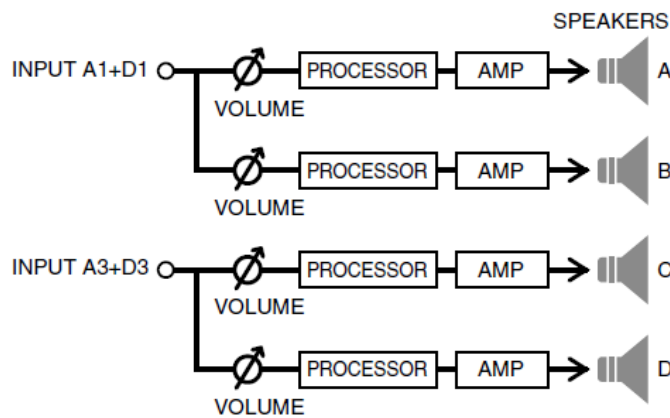 SPEAKERS
INPUT A1+D1
PROCESSOR
AMP
A
VOLUME
PROCESSOR
AMP
B
VOLUME
INPUT A3+D3
PROCESSOR
AMP
C
VOLUME
PROCESSOR
AMP
D
VOLUME